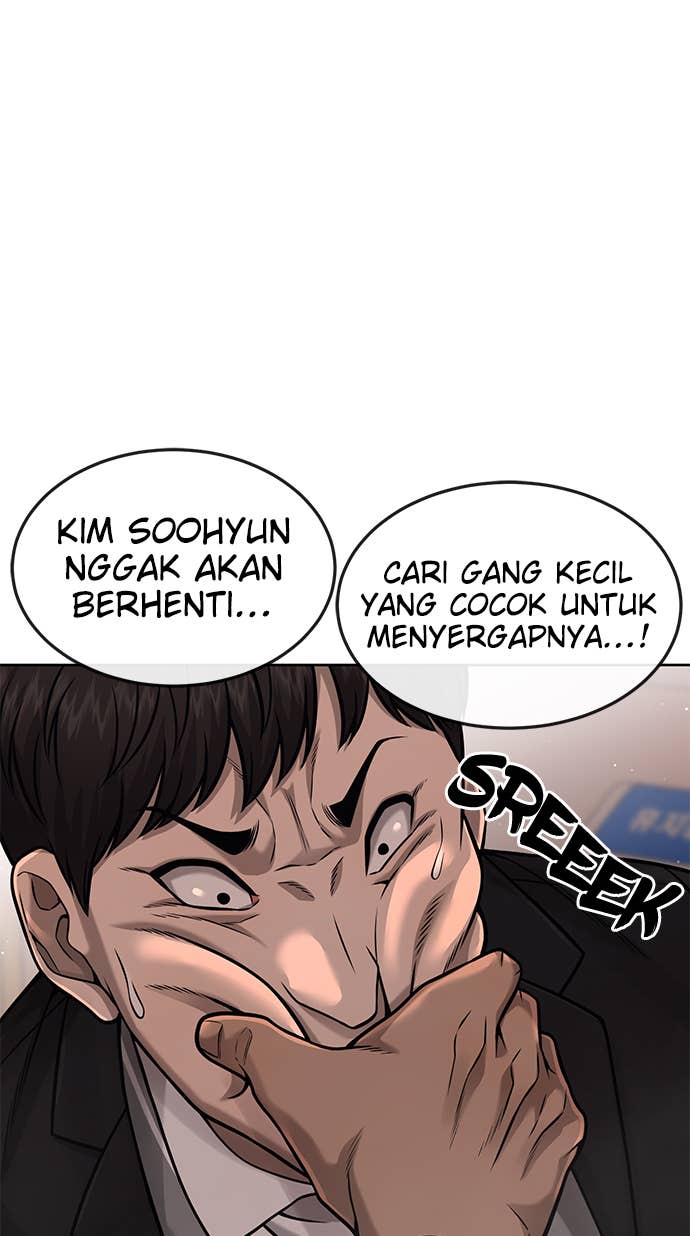 KIM SOOHYUN
NGGAK AKAN
BERHENTI...
CARI GANG KECIL
YANG COCOK UNTUK
MENYERGAPNYA...!
SREEEK